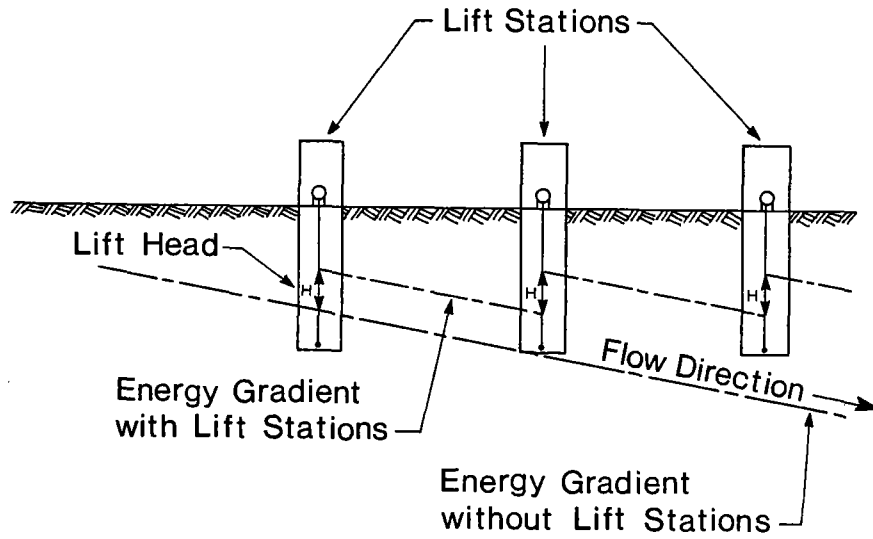 Lift Stations
Lift Head
H
H
H
Flow Direction
Energy Gradient
with Lift Stations
Energy Gradient
without Lift Stations